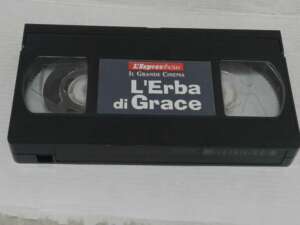 L'Espresso
IL GRANDE CINEMA
L'Erba
di Grace